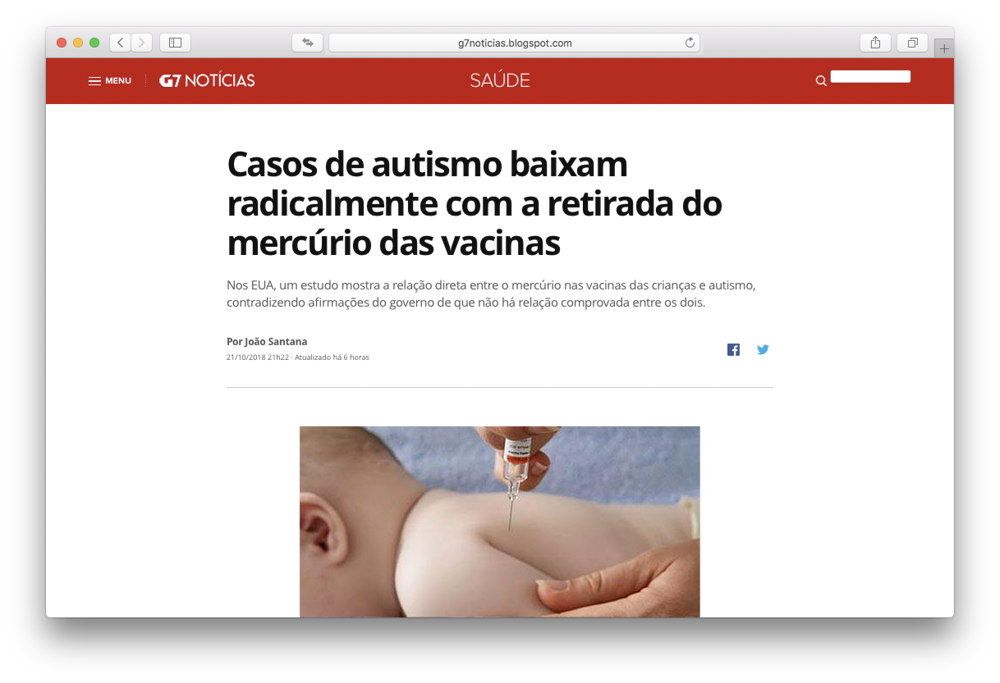 g7noticias.blogspot.com
MENU
G7 NOTÍCIAS
SAÚDE
Casos de autismo baixam
radicalmente com a retirada do
mercúrio das vacinas
Nos EUA, um estudo mostra a relação direta entre o mercúrio nas vacinas das crianças e autismo,
contradizendo afirmações do governo de que não há relação comprovada entre os dois.
Por João Santana
21/10/2018 21h22 · Atualizado há 6 horas